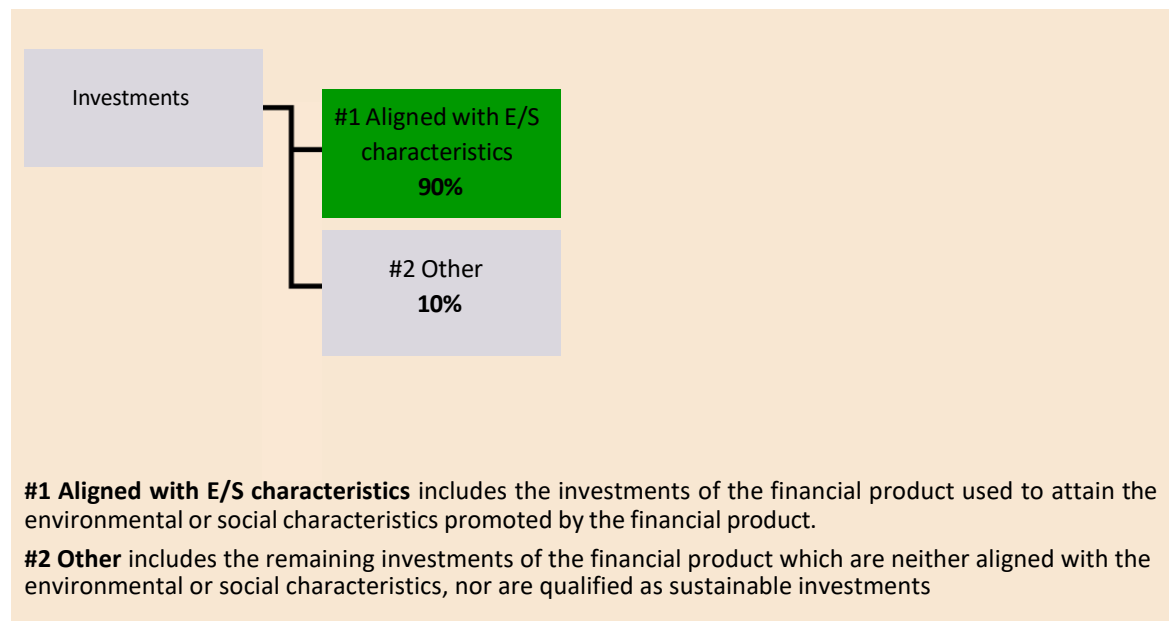 Investments
#1 Aligned with E/S
characteristics
90%
#2 Other
10%
#1 Aligned with E/S characteristics includes the investments of the financial product used to attain the
environmental or social characteristics promoted by the financial product.
#2 Other includes the remaining investments of the financial product which are neither aligned with the
environmental or social characteristics, nor are qualified as sustainable investments